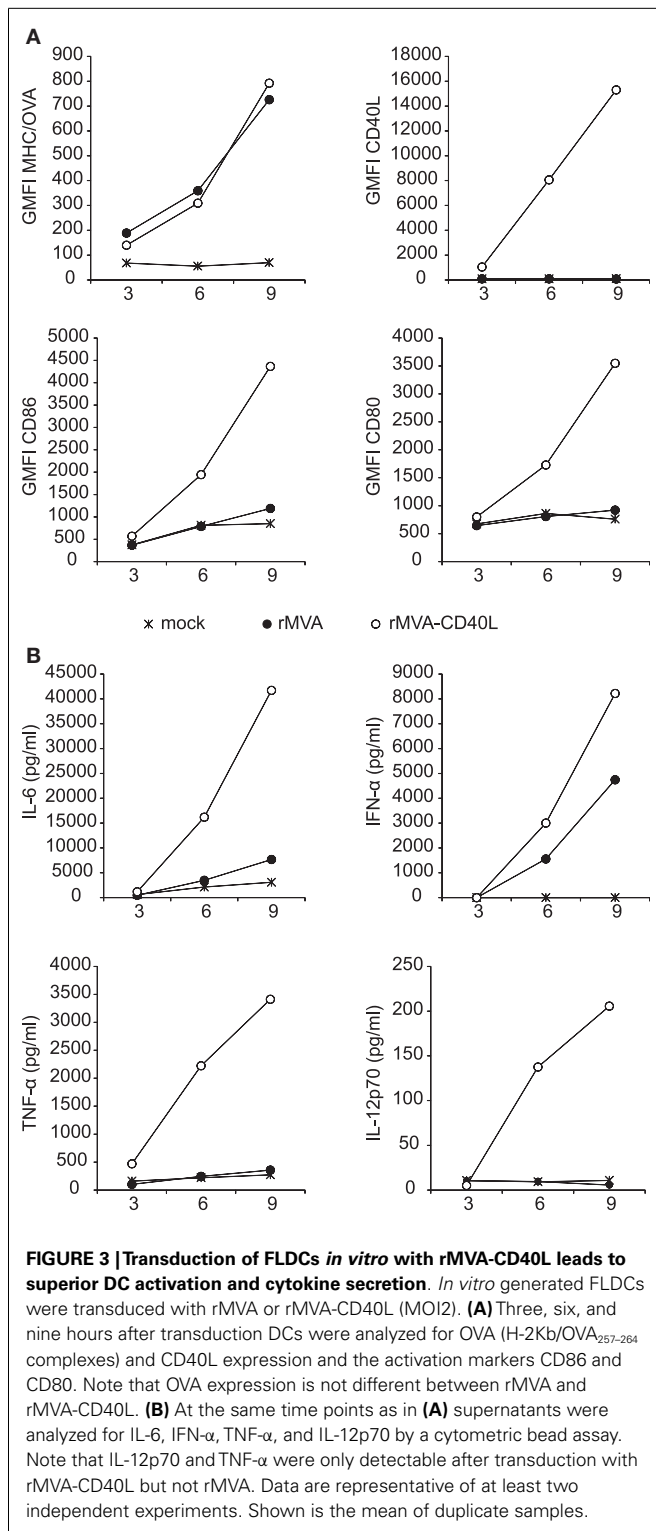 A
900
800
700
600
500
400
300
200
100
0
GMFI MHC/OVA
3 6 9
18000
16000
14000
12000
10000
8000
6000
4000
2000
0
GMFI CD40L
3 6 9
5000
4500
4000
3500
3000
2500
2000
1500
1000
500
0
GMFI CD86
3 6 9
4000
3500
3000
2500
2000
1500
1000
500
0
GMFI CD80
3 6 9
mock rMVA rMVA-CD40L
B
45000
40000
35000
30000
25000
20000
15000
10000
5000
0
IL-6 (pg/ml)
3 6 9
9000
8000
7000
6000
5000
4000
3000
2000
1000
0
IFN-α (pg/ml)
3 6 9
4000
3500
3000
2500
2000
1500
1000
500
0
TNF-α (pg/ml)
3 6 9
250
200
150
100
50
0
IL-12p70 (pg/ml)
3 6 9
FIGURE 3 | Transduction of FLDCs in vitro with rMVA-CD40L leads to
superior DC activation and cytokine secretion. In vitro generated FLDCs
were transduced with rMVA or rMVA-CD40L (MOI2). (A) Three, six, and
nine hours after transduction DCs were analyzed for OVA (H-2Kb/OVA257–264
complexes) and CD40L expression and the activation markers CD86 and
CD80. Note that OVA expression is not different between rMVA and
rMVA-CD40L. (B) At the same time points as in (A) supernatants were
analyzed for IL-6, IFN-α, TNF-α, and IL-12p70 by a cytometric bead assay.
Note that IL-12p70 and TNF-α were only detectable after transduction with
rMVA-CD40L but not rMVA. Data are representative of at least two
independent experiments. Shown is the mean of duplicate samples.